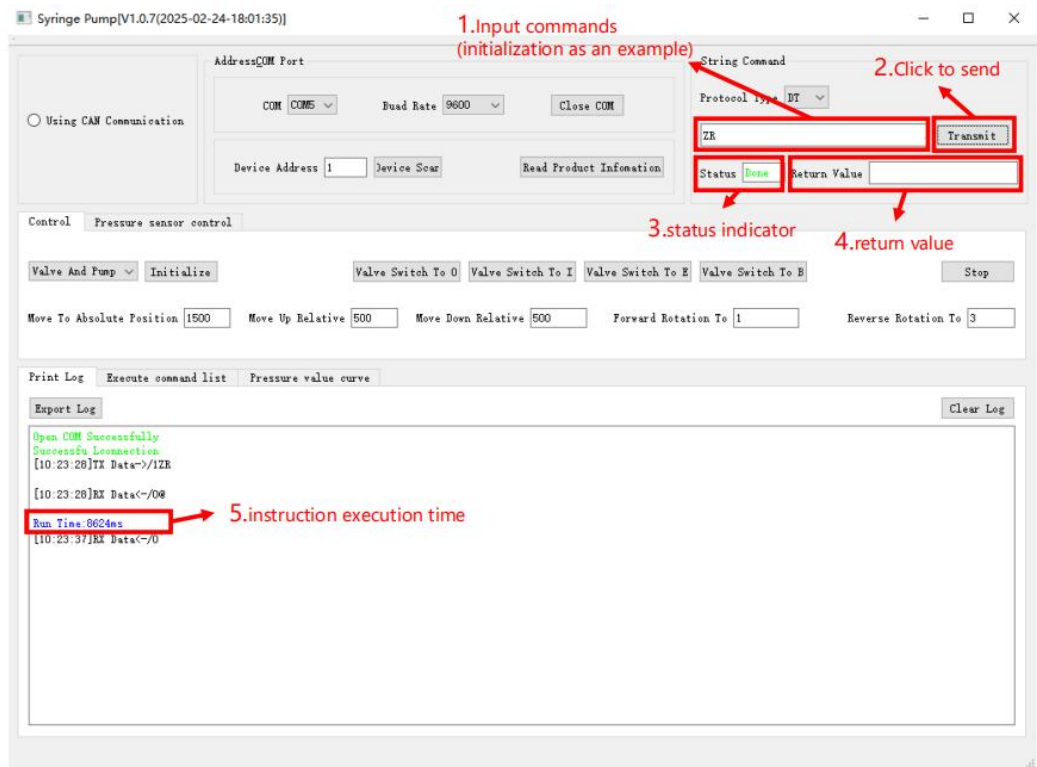 Syringe Pump[V1.0.7(2025-02-24-18:01:35)]
1.Input commands
(initialization as an example)
2.Click to send
AddressCOM Port
String Command
Using CAN Communication
COM COM5
Buad Rate 9600
Close COM
Protocol Type DT
ZR
Transmit
Device Address 1
Device Scar
Read Product Infomation
Status Done
Return Value
3.status indicator
4.return value
Control
Pressure sensor control
Valve And Pump
Initialize
Valve Switch To O
Valve Switch To I
Valve Switch To E
Valve Switch To B
Stop
Move To Absolute Position 1500
Move Up Relative 500
Move Down Relative 500
Forward Rotation To 1
Reverse Rotation To 3
Print Log
Execute command list
Pressure value curve
Export Log
Clear Log
Open COM Successfully
Successfu Lconnection
[10:23:28]TX Data->/1ZR
[10:23:28]RX Data<-/0@
Run Time:8624ms
5.instruction execution time
[10:23:37]RX Data<-/0